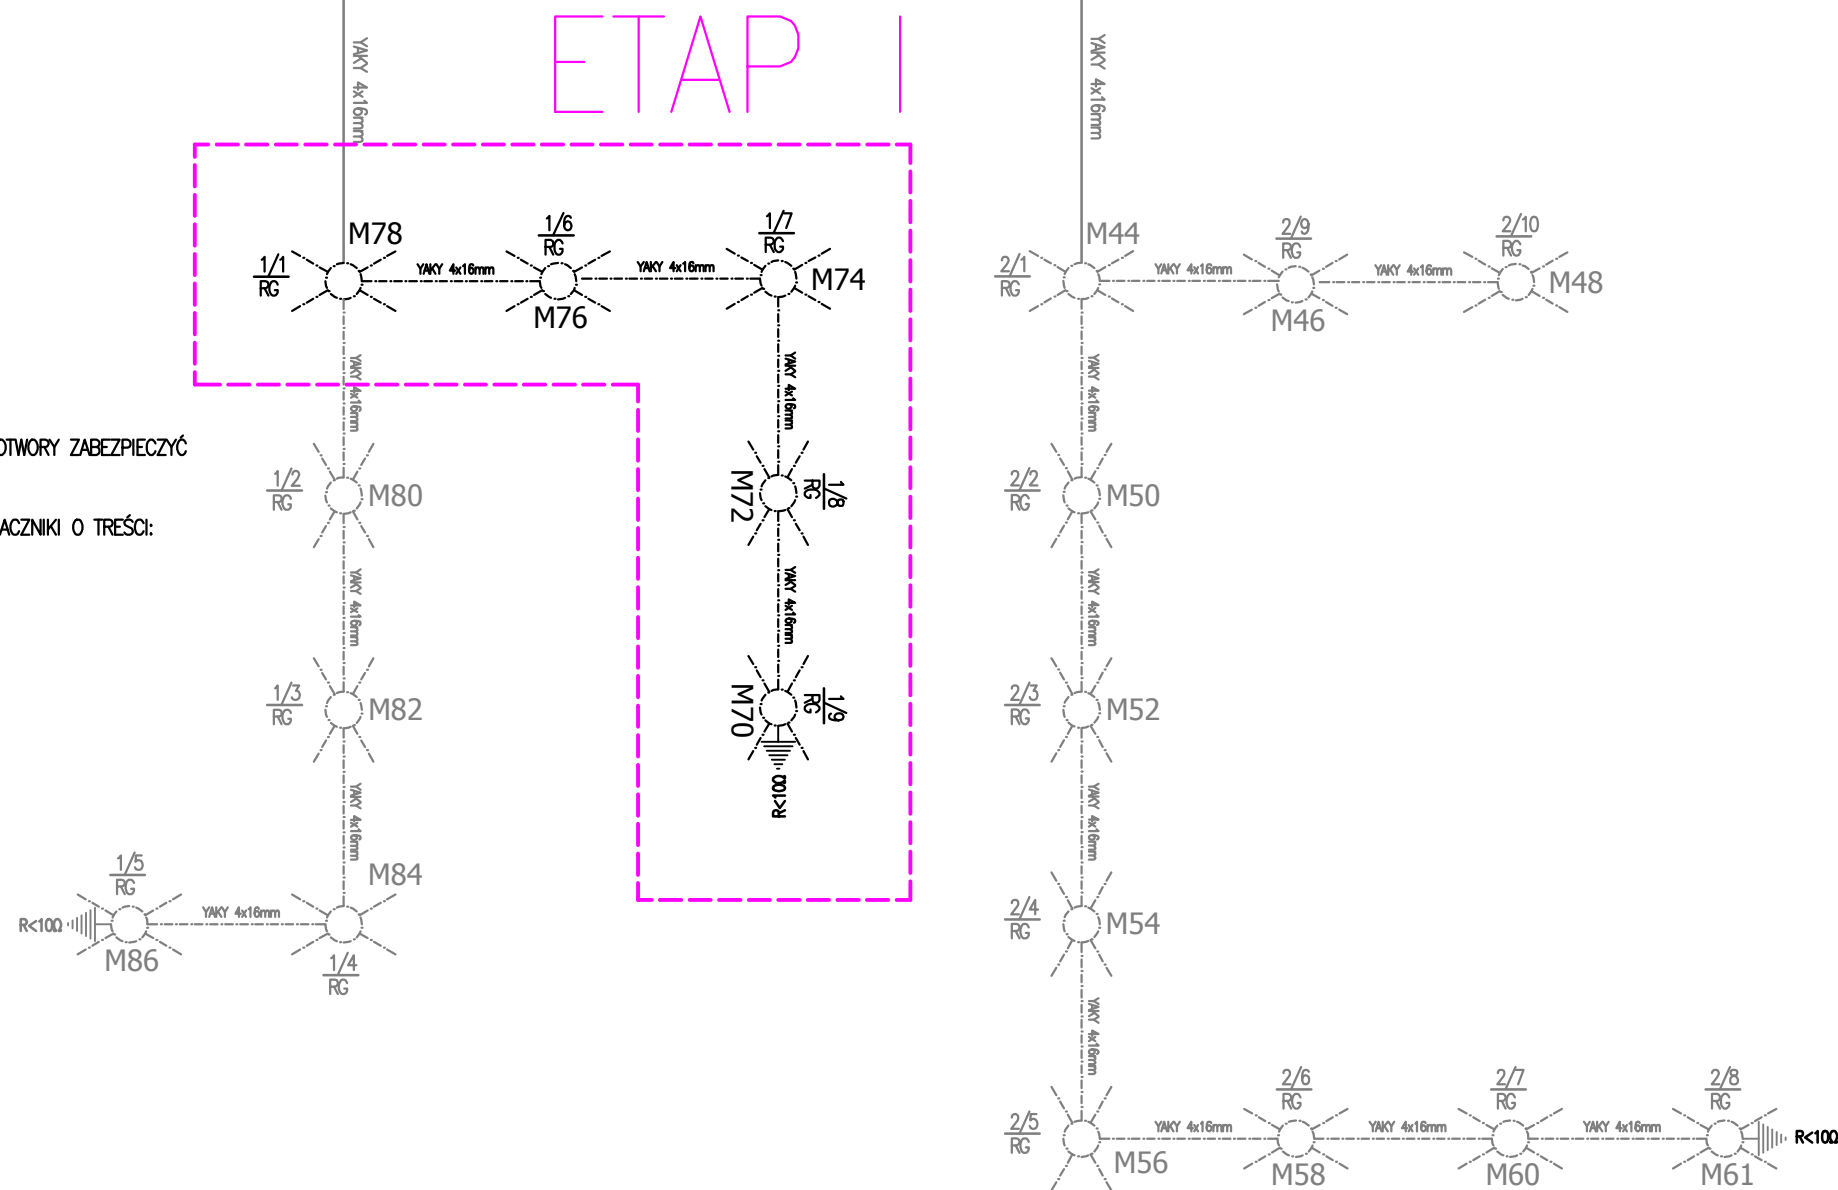 ETAP I
YAKY 4x16mm
YAKY 4x16mm
M78
1/1
RG
YAKY 4x16mm
1/6
RG
M76
YAKY 4x16mm
1/7
RG
M74
YAKY 4x16mm
M72
1/8
RG
YAKY 4x16mm
M70
1/9
RG
R<10Ω
OTWORY ZABEZPIECZYĆ
ACZNIKI O TREŚCI:
YAKY 4x16mm
1/2
RG
M80
YAKY 4x16mm
1/3
RG
M82
YAKY 4x16mm
M84
1/4
RG
YAKY 4x16mm
1/5
RG
M86
R<10Ω
M44
2/1
RG
YAKY 4x16mm
2/9
RG
M46
YAKY 4x16mm
2/10
RG
M48
YAKY 4x16mm
2/2
RG
M50
YAKY 4x16mm
2/3
RG
M52
YAKY 4x16mm
2/4
RG
M54
YAKY 4x16mm
2/5
RG
M56
YAKY 4x16mm
2/6
RG
M58
YAKY 4x16mm
2/7
RG
M60
YAKY 4x16mm
2/8
RG
M61
R<10Ω